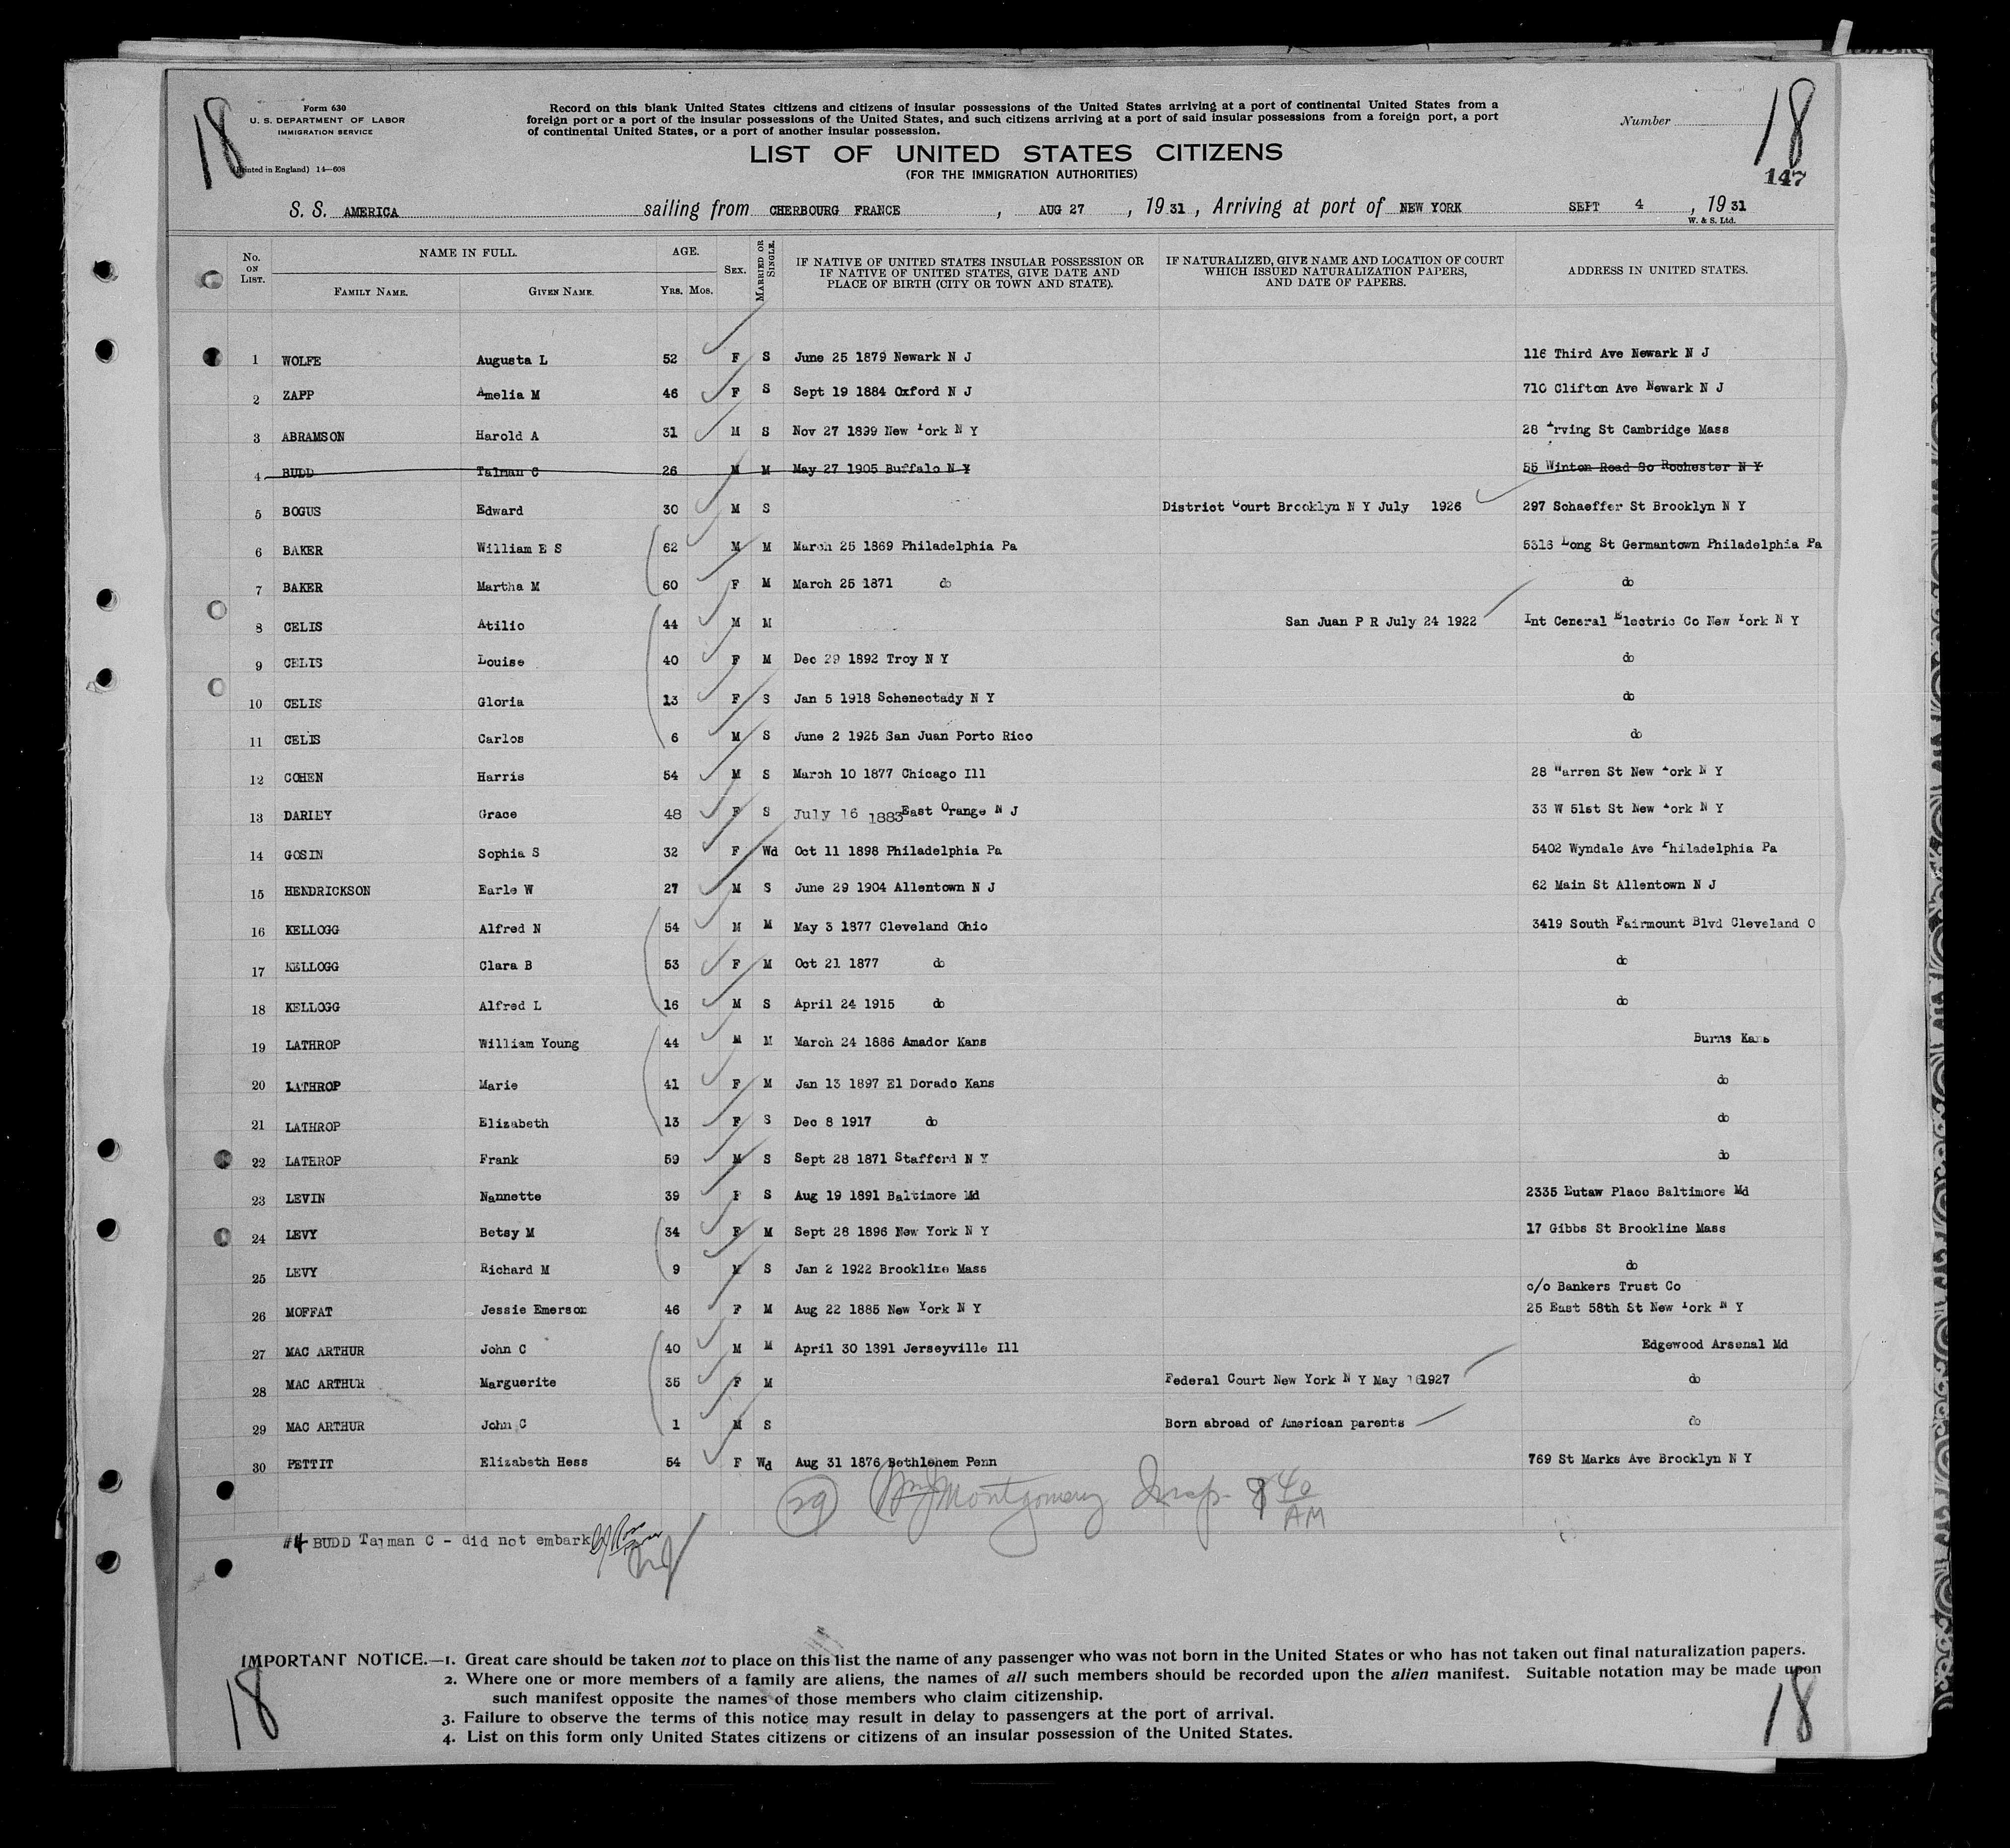 18
Form 630
U. S. DEPARTMENT OF LABOR
IMMIGRATION SERVICE
(Printed in England) 14—608
Record on this blank United States citizens and citizens of insular possessions of the United States arriving at a port of continental United States from a
foreign port or a port of the insular possessions of the United States, and such citizens arriving at a port of said insular possessions from a foreign port, a port
of continental United States, or a port of another insular possession.
Number
18
147
LIST OF UNITED STATES CITIZENS
(FOR THE IMMIGRATION AUTHORITIES)
S. S. AMERICA sailing from CHERBOURG FRANCE, AUG 27, 1931, Arriving at port of NEW YORK SEPT 4, 1931
W. & S. Ltd.
No. ON LIST. NAME IN FULL. FAMILY NAME. GIVEN NAME. AGE. YRS. MOS. SEX. MARRIED OR SINGLE. IF NATIVE OF UNITED STATES INSULAR POSSESSION OR IF NATIVE OF UNITED STATES, GIVE DATE AND PLACE OF BIRTH (CITY OR TOWN AND STATE). IF NATURALIZED, GIVE NAME AND LOCATION OF COURT WHICH ISSUED NATURALIZATION PAPERS, AND DATE OF PAPERS. ADDRESS IN UNITED STATES.
1 WOLFE Augusta L 52 F S June 25 1879 Newark N J 116 Third Ave Newark N J
2 ZAPP Amelia M 46 F S Sept 19 1884 Oxford N J 710 Clifton Ave Newark N J
3 ABRAMSON Harold A 31 M S Nov 27 1899 New York N Y 28 Irving St Cambridge Mass
4 BUDD Talman C 26 M M May 27 1905 Buffalo N Y 55 Winton Road So Rochester N Y
5 BOGUS Edward 30 M S District Court Brooklyn N Y July 1926 297 Schaeffer St Brooklyn N Y
6 BAKER William E S 62 M M March 25 1869 Philadelphia Pa 5313 Long St Germantown Philadelphia Pa
7 BAKER Martha M 60 F M March 25 1871 do do
8 CELIS Atilio 44 M M San Juan P R July 24 1922 Int General Electric Co New York N Y
9 CELIS Louise 40 F M Dec 29 1892 Troy N Y do
10 CELIS Gloria 13 F S Jan 5 1918 Schenectady N Y do
11 CELIS Carlos 6 M S June 2 1925 San Juan Porto Rico do
12 COHEN Harris 54 M S March 10 1877 Chicago Ill 28 Warren St New York N Y
13 DARLEY Grace 48 F S July 16 1883 East Orange N J 33 W 51st St New York N Y
14 GOSIN Sophia S 32 F Wd Oct 11 1898 Philadelphia Pa 5402 Wyndale Ave Philadelphia Pa
15 HENDRICKSON Earle W 27 M S June 29 1904 Allentown N J 62 Main St Allentown N J
16 KELLOGG Alfred N 54 M M May 3 1877 Cleveland Ohio 3419 South Fairmount Blvd Cleveland O
17 KELLOGG Clara B 53 F M Oct 21 1877 do do
18 KELLOGG Alfred L 16 M S April 24 1915 do do
19 LATHROP William Young 44 M M March 24 1886 Amador Kans Burns Kans
20 LATHROP Marie 41 F M Jan 13 1897 El Dorado Kans do
21 LATHROP Elizabeth 13 F S Dec 8 1917 do do
22 LATHROP Frank 59 M S Sept 28 1871 Stafford N Y do
23 LEVIN Nannette 39 F S Aug 19 1891 Baltimore Md 2335 Eutaw Place Baltimore Md
24 LEVY Betsy M 34 F M Sept 28 1896 New York N Y 17 Gibbs St Brookline Mass
25 LEVY Richard M 9 M S Jan 2 1922 Brookline Mass do
c/o Bankers Trust Co
26 MOFFAT Jessie Emerson 46 F M Aug 22 1885 New York N Y 25 East 58th St New York N Y
27 MAC ARTHUR John C 40 M M April 30 1891 Jerseyville Ill Edgewood Arsenal Md
28 MAC ARTHUR Marguerite 35 F M Federal Court New York N Y May 16 1927 do
29 MAC ARTHUR John C 1 M S Born abroad of American parents do
30 PETTIT Elizabeth Hess 54 F Wd Aug 31 1876 Bethlehem Penn 769 St Marks Ave Brooklyn N Y
29 Montgomery Insp. 8 40 AM
#4 BUDD Talman C - did not embark
IMPORTANT NOTICE.—1. Great care should be taken not to place on this list the name of any passenger who was not born in the United States or who has not taken out final naturalization papers.
2. Where one or more members of a family are aliens, the names of all such members should be recorded upon the alien manifest. Suitable notation may be made upon
such manifest opposite the names of those members who claim citizenship.
3. Failure to observe the terms of this notice may result in delay to passengers at the port of arrival.
4. List on this form only United States citizens or citizens of an insular possession of the United States.
18
18